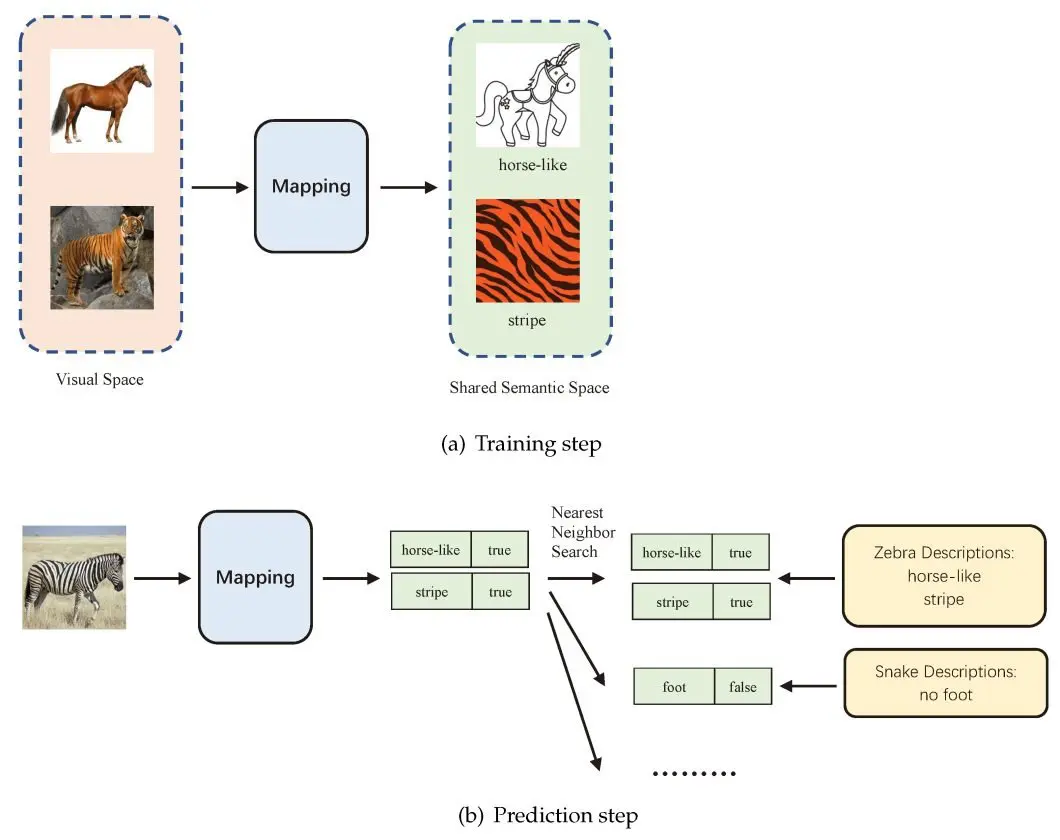 Mapping
horse-like
stripe
Visual Space
Shared Semantic Space
(a) Training step
Mapping
horse-like true
stripe true
Nearest
Neighbor
Search
horse-like true
stripe true
foot false
.........
Zebra Descriptions:
horse-like
stripe
Snake Descriptions:
no foot
(b) Prediction step